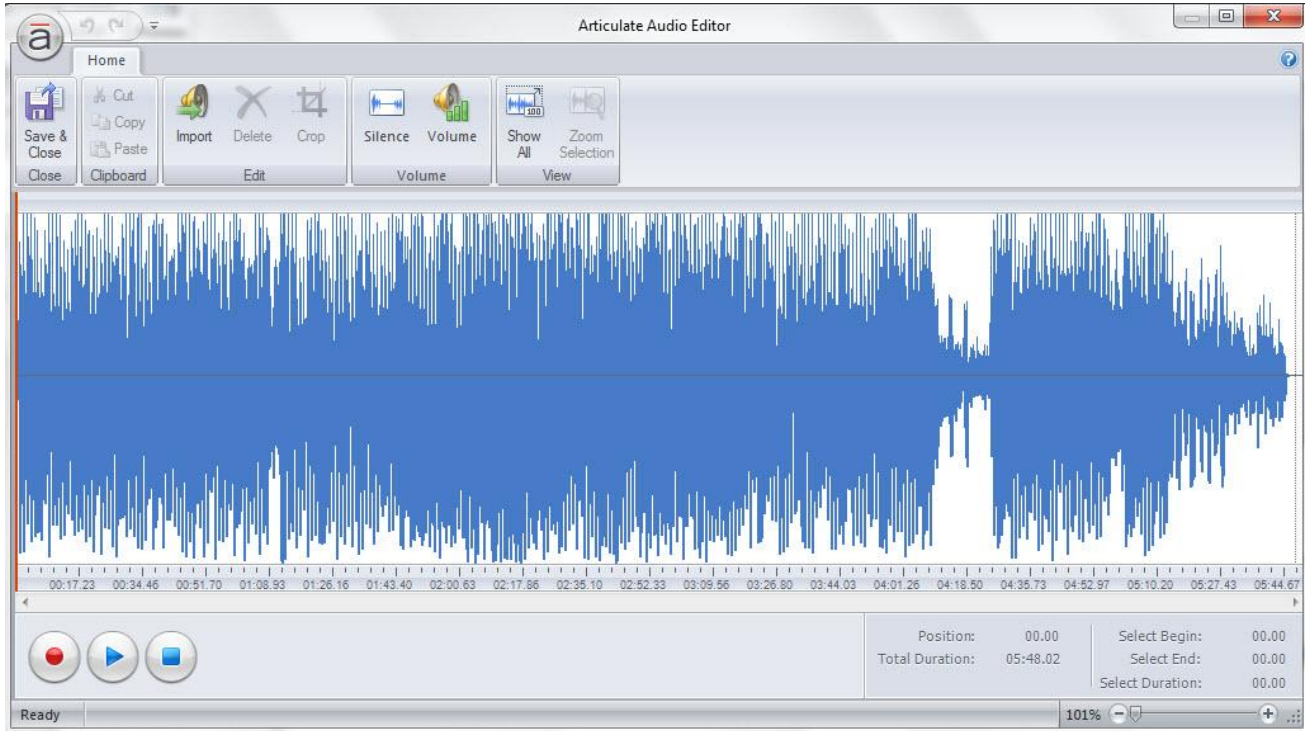 Articulate Audio Editor
a
Home
Save &
Close
Cut
Copy
Paste
Import
Delete
Crop
Silence
Volume
Show
All
100
Zoom
Selection
Close
Clipboard
Edit
Volume
View
00:17.23 00:34.46 00:51.70 01:08.93 01:26.16 01:43.40 02:00.63 02:17.86 02:35.10 02:52.33 03:09.56 03:26.80 03:44.03 04:01.26 04:18.50 04:35.73 04:52.97 05:10.20 05:27.43 05:44.67
Position: 00.00 Select Begin: 00.00
Total Duration: 05:48.02 Select End: 00.00
Select Duration: 00.00
Ready 101%